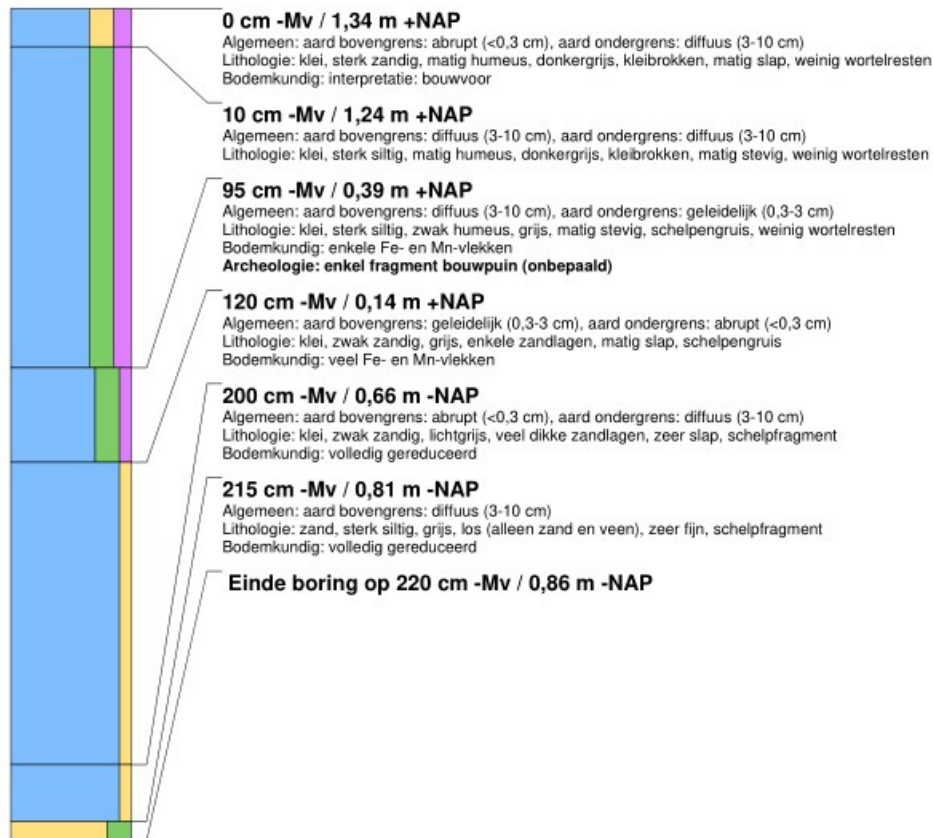 0 cm -Mv / 1,34 m +NAP
Algemeen: aard bovengrens: abrupt (<0,3 cm), aard ondergrens: diffuus (3-10 cm)
Lithologie: klei, sterk zandig, matig humeus, donkergrijs, kleibrokken, matig slap, weinig wortelresten
Bodemkundig: interpretatie: bouwvoor
10 cm -Mv / 1,24 m +NAP
Algemeen: aard bovengrens: diffuus (3-10 cm), aard ondergrens: diffuus (3-10 cm)
Lithologie: klei, sterk siltig, matig humeus, donkergrijs, kleibrokken, matig stevig, weinig wortelresten
95 cm -Mv / 0,39 m +NAP
Algemeen: aard bovengrens: diffuus (3-10 cm), aard ondergrens: geleidelijk (0,3-3 cm)
Lithologie: klei, sterk siltig, zwak humeus, grijs, matig stevig, schelpengruis, weinig wortelresten
Bodemkundig: enkele Fe- en Mn-vlekken
Archeologie: enkel fragment bouwpuin (onbepaald)
120 cm -Mv / 0,14 m +NAP
Algemeen: aard bovengrens: geleidelijk (0,3-3 cm), aard ondergrens: abrupt (<0,3 cm)
Lithologie: klei, zwak zandig, grijs, enkele zandlagen, matig slap, schelpengruis
Bodemkundig: veel Fe- en Mn-vlekken
200 cm -Mv / 0,66 m -NAP
Algemeen: aard bovengrens: abrupt (<0,3 cm), aard ondergrens: diffuus (3-10 cm)
Lithologie: klei, zwak zandig, lichtgrijs, veel dikke zandlagen, zeer slap, schelpfragment
Bodemkundig: volledig gereduceerd
215 cm -Mv / 0,81 m -NAP
Algemeen: aard bovengrens: diffuus (3-10 cm)
Lithologie: zand, sterk siltig, grijs, los (alleen zand en veen), zeer fijn, schelpfragment
Bodemkundig: volledig gereduceerd
Einde boring op 220 cm -Mv / 0,86 m -NAP